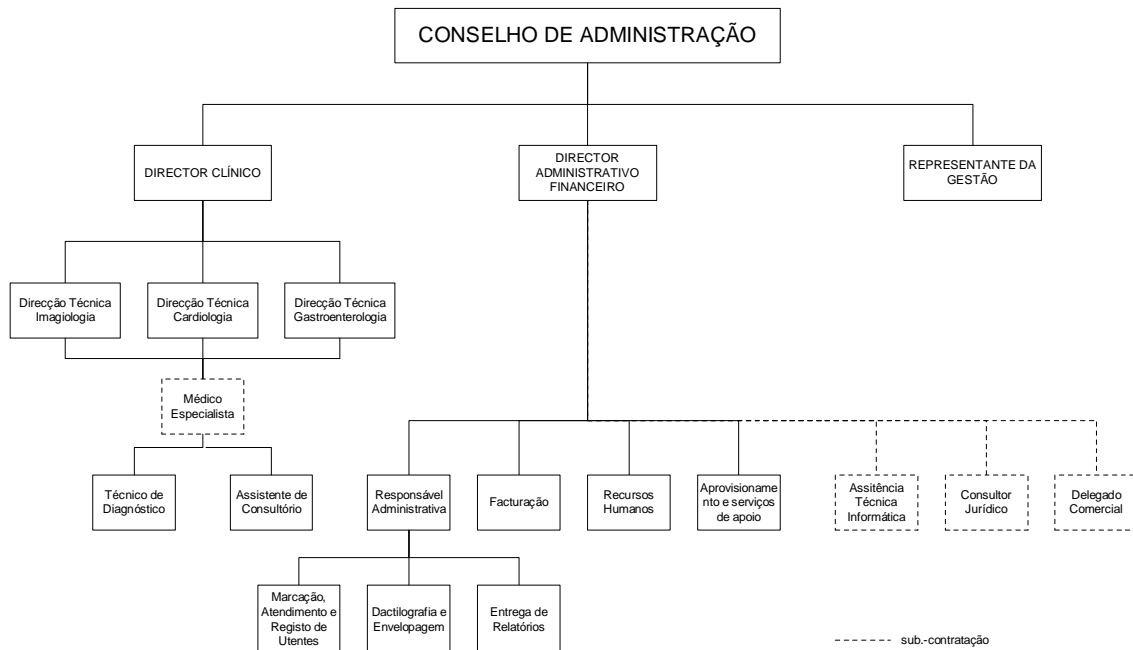 CONSELHO DE ADMINISTRAÇÃO
DIRECTOR CLÍNICO
DIRECTOR
ADMINISTRATIVO
FINANCEIRO
REPRESENTANTE DA
GESTÃO
Direcção Técnica
Imagiologia
Direcção Técnica
Cardiologia
Direcção Técnica
Gastroenterologia
Médico
Especialista
Técnico de
Diagnóstico
Assistente de
Consultório
Responsável
Administrativa
Facturação
Recursos
Humanos
Aprovisioname
nto e serviços
de apoio
Assitência
Técnica
Informática
Consultor
Jurídico
Delegado
Comercial
Marcação,
Atendimento e
Registo de
Utentes
Dactilografia e
Envelopagem
Entrega de
Relatórios
sub.-contratação